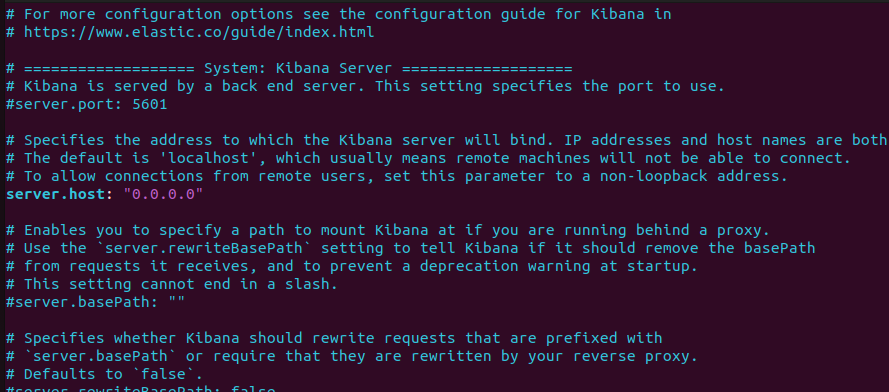 # For more configuration options see the configuration guide for Kibana in
# https://www.elastic.co/guide/index.html
# =================== System: Kibana Server ===================
# Kibana is served by a back end server. This setting specifies the port to use.
#server.port: 5601
# Specifies the address to which the Kibana server will bind. IP addresses and host names are both
# The default is 'localhost', which usually means remote machines will not be able to connect.
# To allow connections from remote users, set this parameter to a non-loopback address.
server.host: "0.0.0.0"
# Enables you to specify a path to mount Kibana at if you are running behind a proxy.
# Use the `server.rewriteBasePath` setting to tell Kibana if it should remove the basePath
# from requests it receives, and to prevent a deprecation warning at startup.
# This setting cannot end in a slash.
#server.basePath: ""
# Specifies whether Kibana should rewrite requests that are prefixed with
# `server.basePath` or require that they are rewritten by your reverse proxy.
# Defaults to `false`.
#server.rewriteBasePath: false